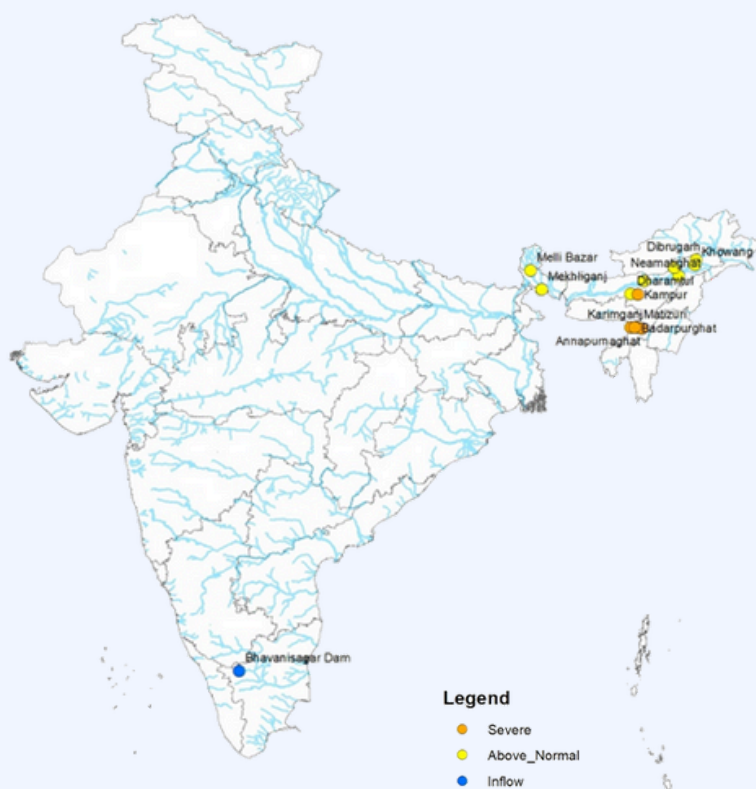 Dibrugarh
Khowang
Melli Bazar
Neamatighat
Mekhliganj
Dharamtul
Kampur
Karimganj
Matizuri
Badarpurghat
Annapurnaghat
Bhavanisagar Dam
Legend
Severe
Above_Normal
Inflow